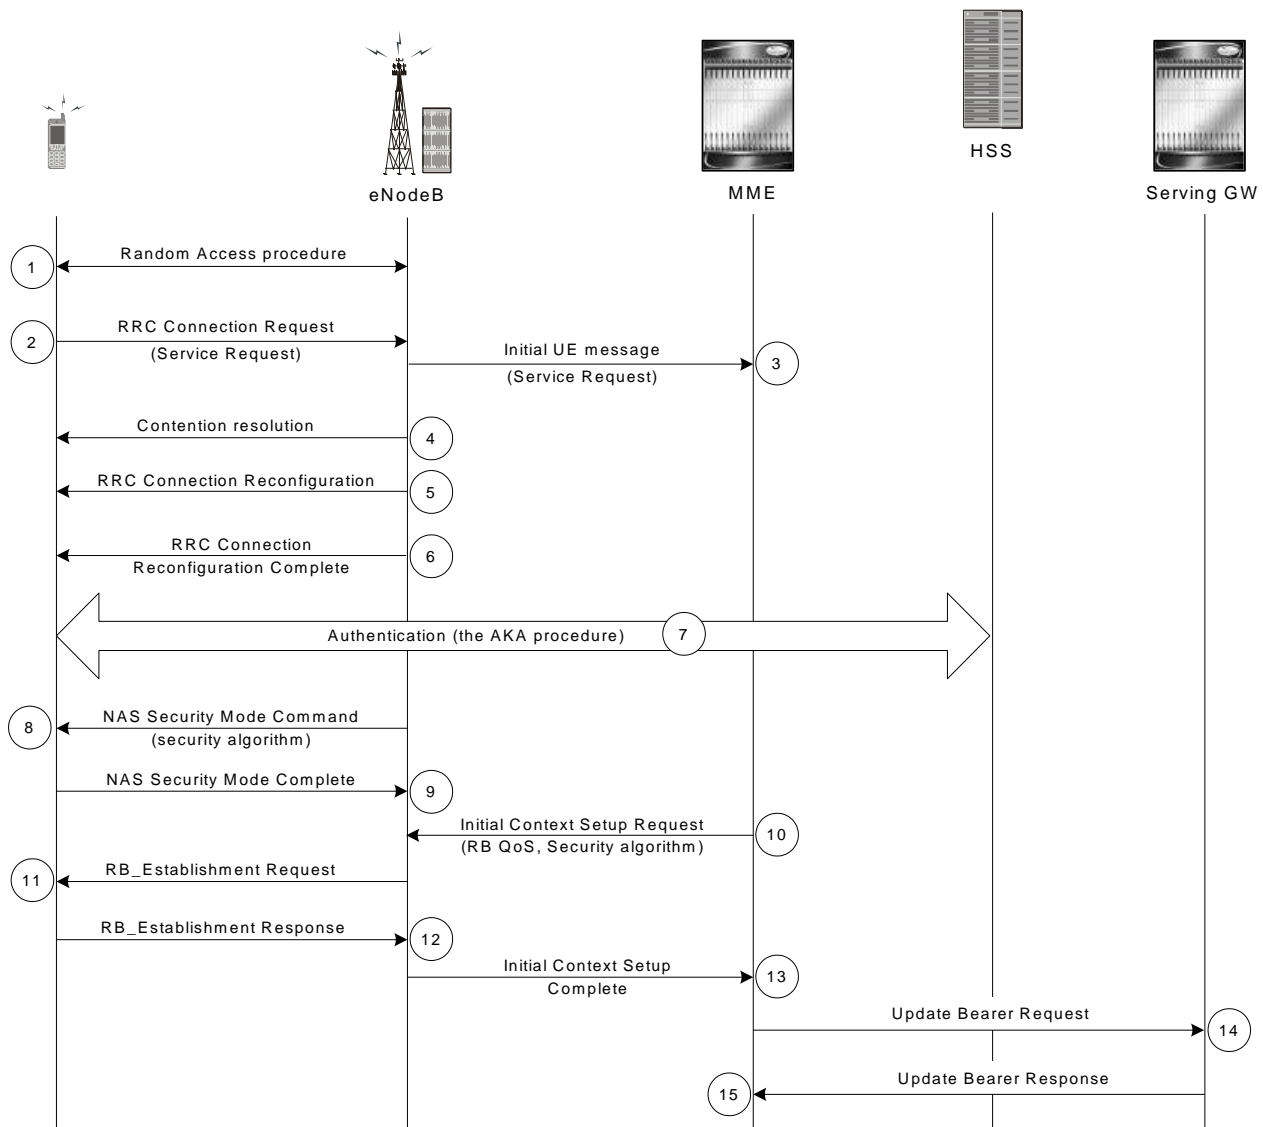 HSS
eNodeB
MME
Serving GW
Random Access procedure
1
RRC Connection Request
2
(Service Request)
Initial UE message
3
(Service Request)
Contention resolution
4
RRC Connection Reconfiguration
5
RRC Connection
6
Reconfiguration Complete
Authentication (the AKA procedure)
7
NAS Security Mode Command
8
(security algorithm)
NAS Security Mode Complete
9
Initial Context Setup Request
10
(RB QoS, Security algorithm)
RB_Establishment Request
11
RB_Establishment Response
12
Initial Context Setup
13
Complete
Update Bearer Request
14
Update Bearer Response
15